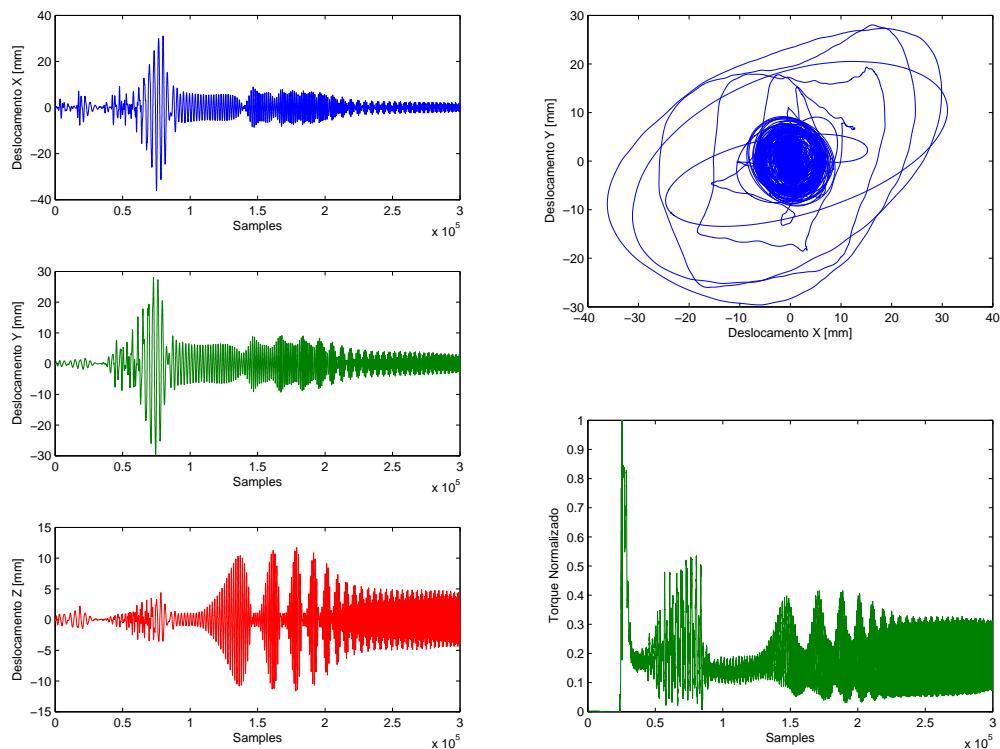 40
20
0
−20
−40
Deslocamento X [mm]
0 0.5 1 1.5 2 2.5 3
Samples
x 10^5
30
20
10
0
−10
−20
−30
Deslocamento Y [mm]
0 0.5 1 1.5 2 2.5 3
Samples
x 10^5
15
10
5
0
−5
−10
−15
Deslocamento Z [mm]
0 0.5 1 1.5 2 2.5 3
Samples
x 10^5
30
20
10
0
−10
−20
−30
Deslocamento Y [mm]
−40 −30 −20 −10 0 10 20 30 40
Deslocamento X [mm]
1
0.9
0.8
0.7
0.6
0.5
0.4
0.3
0.2
0.1
0
Torque Normalizado
0 0.5 1 1.5 2 2.5 3
Samples
x 10^5